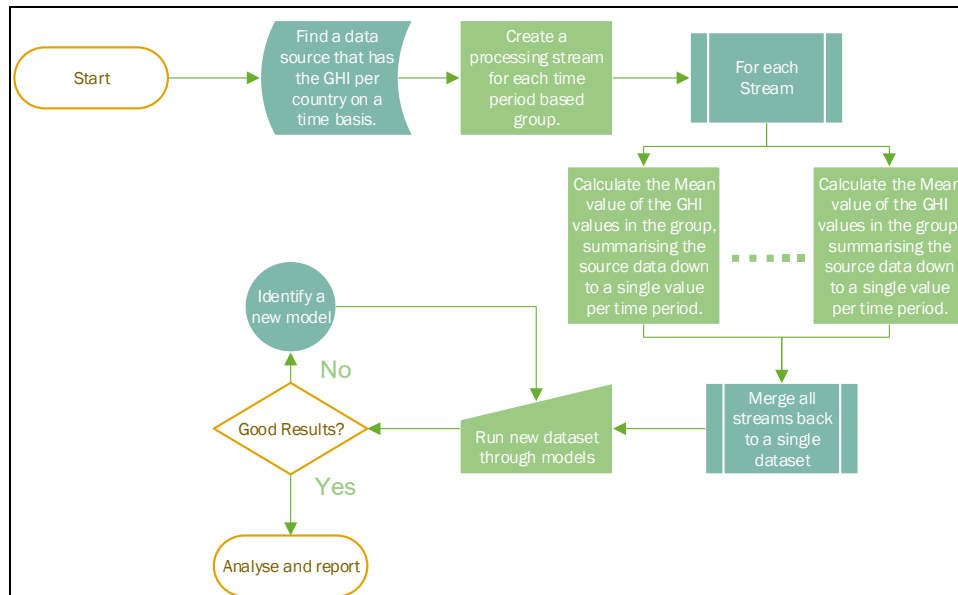 Start
Find a data
source that has
the GHI per
country on a
time basis.
Create a
processing stream
for each time
period based
group.
For each
Stream
Calculate the Mean
value of the GHI
values in the group,
summarising the
source data down
to a single value
per time period.
Calculate the Mean
value of the GHI
values in the group,
summarising the
source data down
to a single value
per time period.
Merge all
streams back
to a single
dataset
Run new dataset
through models
Good Results?
No
Identify a
new model
Yes
Analyse and report